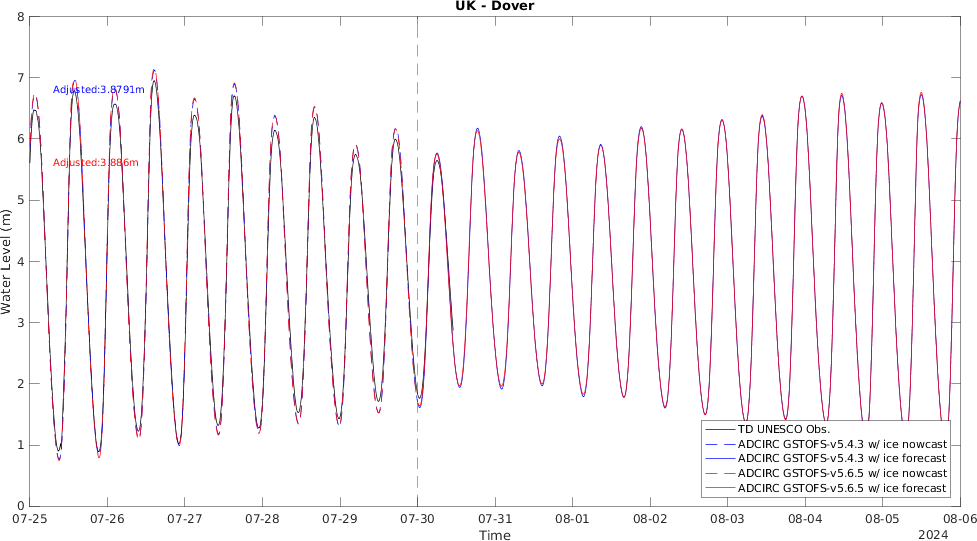 UK - Dover
8
7
6
5
4
3
2
1
0
Water Level (m)
Adjusted:3.8791m
Adjusted:3.886m
TD UNESCO Obs.
ADCIRC GSTOFS-v5.4.3 w/ ice nowcast
ADCIRC GSTOFS-v5.4.3 w/ ice forecast
ADCIRC GSTOFS-v5.6.5 w/ ice nowcast
ADCIRC GSTOFS-v5.6.5 w/ ice forecast
07-25 07-26 07-27 07-28 07-29 07-30 07-31 08-01 08-02 08-03 08-04 08-05 08-06
Time
2024